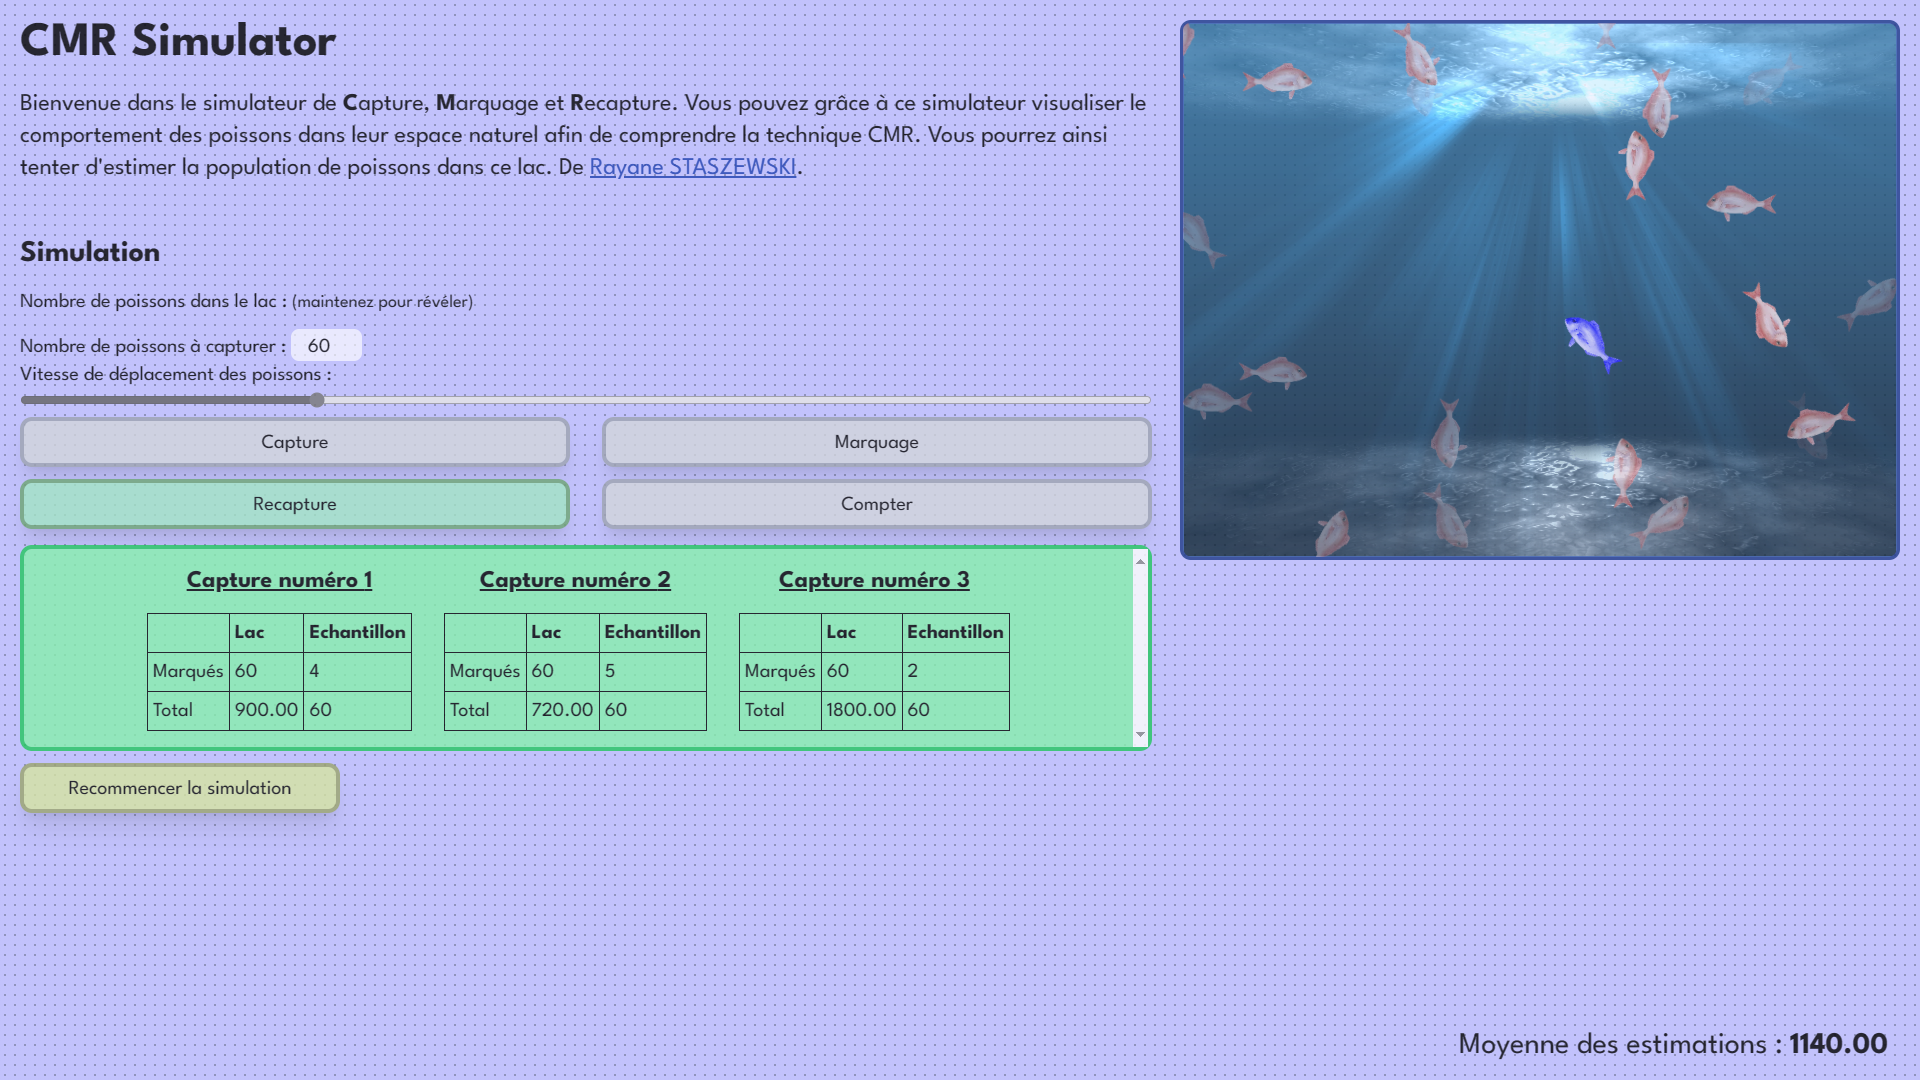 CMR Simulator
Bienvenue dans le simulateur de Capture, Marquage et Recapture. Vous pouvez grâce à ce simulateur visualiser le
comportement des poissons dans leur espace naturel afin de comprendre la technique CMR. Vous pourrez ainsi
tenter d'estimer la population de poissons dans ce lac. De Rayane STASZEWSKI.
Simulation
Nombre de poissons dans le lac : (maintenez pour révéler)
Nombre de poissons à capturer : 60
Vitesse de déplacement des poissons :
Capture Marquage
Recapture Compter
Capture numéro 1 Capture numéro 2 Capture numéro 3
Lac Echantillon Lac Echantillon Lac Echantillon
Marqués 60 4 Marqués 60 5 Marqués 60 2
Total 900.00 60 Total 720.00 60 Total 1800.00 60
Recommencer la simulation
Moyenne des estimations : 1140.00